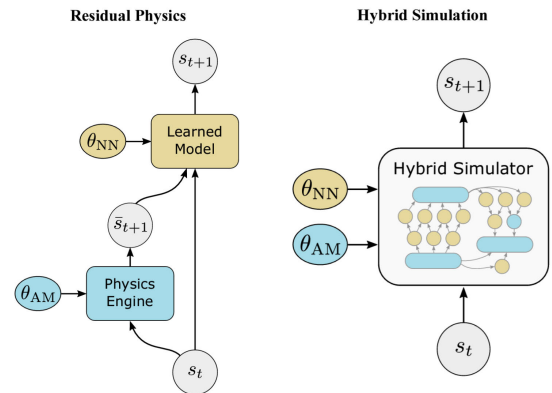 Residual Physics
Hybrid Simulation
s_{t+1}
Learned
Model
θ_NN
s̄_{t+1}
Physics
Engine
θ_AM
s_t
s_{t+1}
Hybrid Simulator
θ_NN
θ_AM
s_t